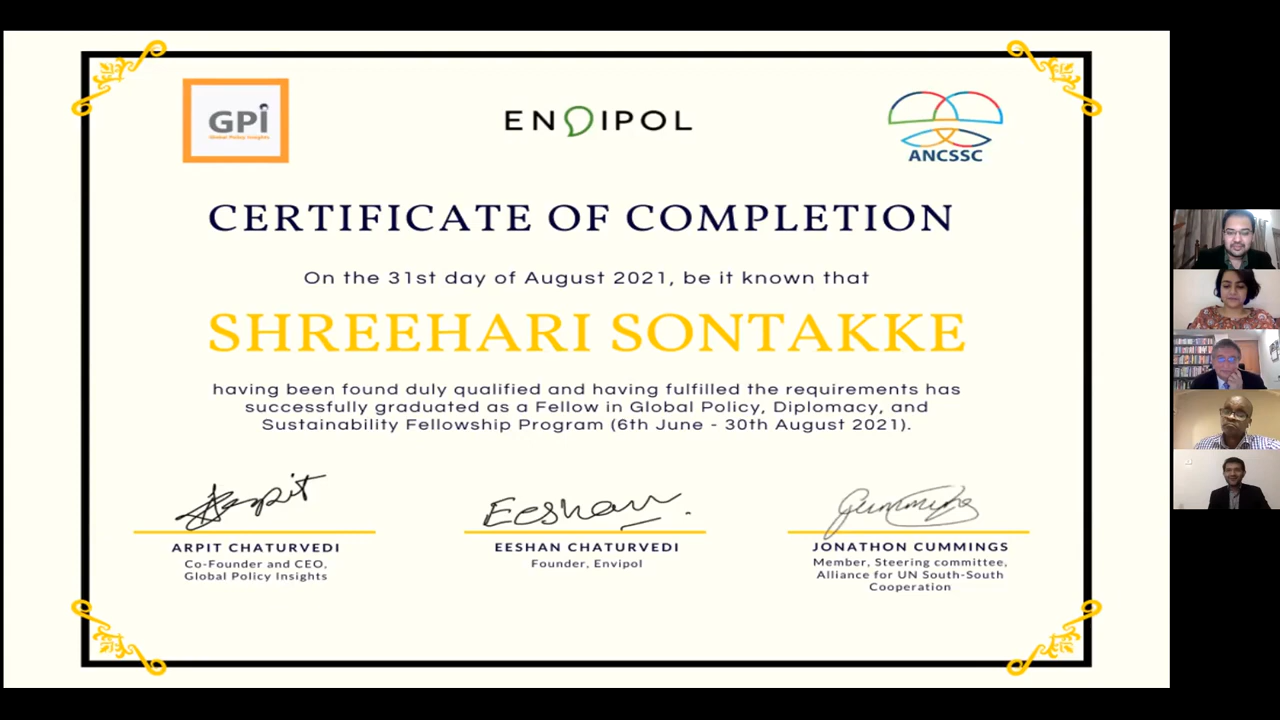 GPi
Global Policy Insights
ENVIPOL
ANCSSC
CERTIFICATE OF COMPLETION
On the 31st day of August 2021, be it known that
SHREEHARI SONTAKKE
having been found duly qualified and having fulfilled the requirements has
successfully graduated as a Fellow in Global Policy, Diplomacy, and
Sustainability Fellowship Program (6th June - 30th August 2021).
Arpit
Eeshan
Cummings
ARPIT CHATURVEDI
Co-Founder and CEO,
Global Policy Insights
EESHAN CHATURVEDI
Founder, Envipol
JONATHON CUMMINGS
Member, Steering committee,
Alliance for UN South-South
Cooperation